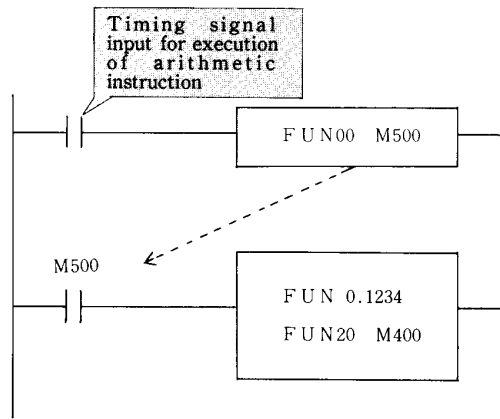 Timing signal
input for execution
of arithmetic
instruction
FUN00 M500
M500
FUN 0.1234
FUN20 M400